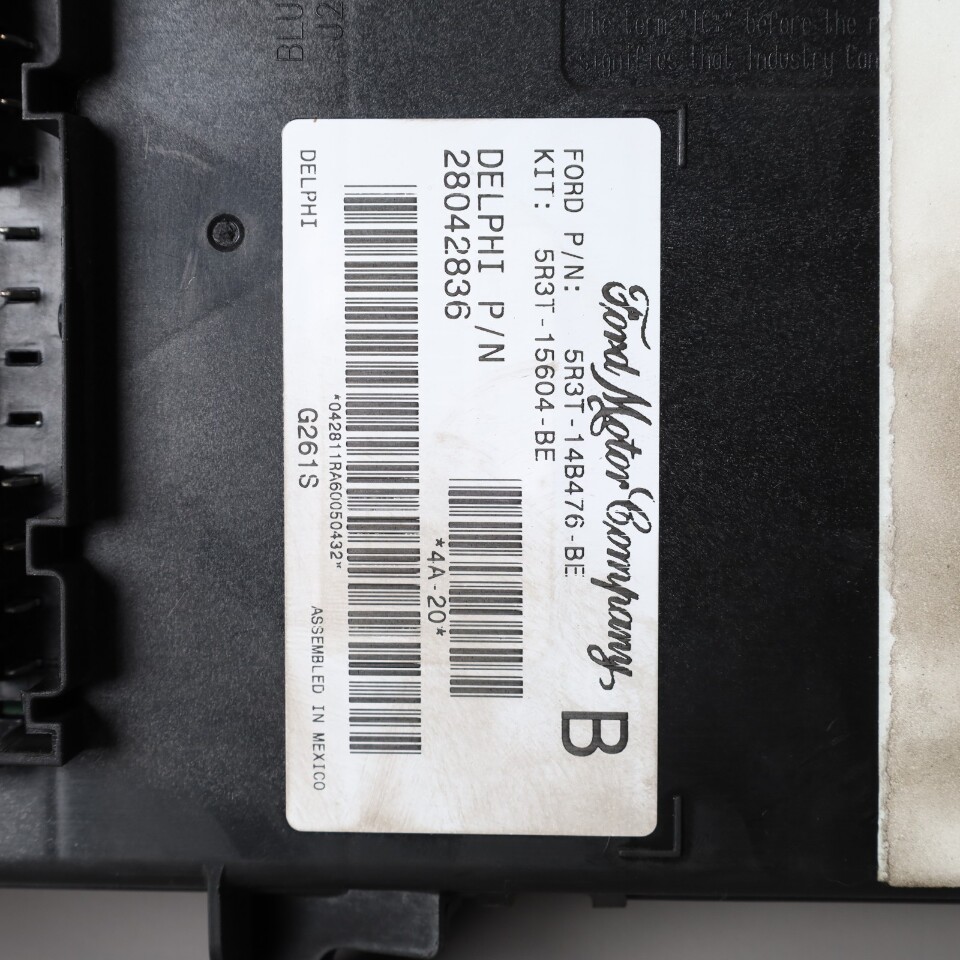 The term "IC:" before the r
signifies that Industry Can
BLU
J2
Ford Motor Company,
B
FORD P/N: 5R3T-14B476-BE
KIT: 5R3T-15604-BE
DELPHI P/N
28042836
*4A-20*
*042811RA60050432*
DELPHI
G261S
ASSEMBLED IN MEXICO